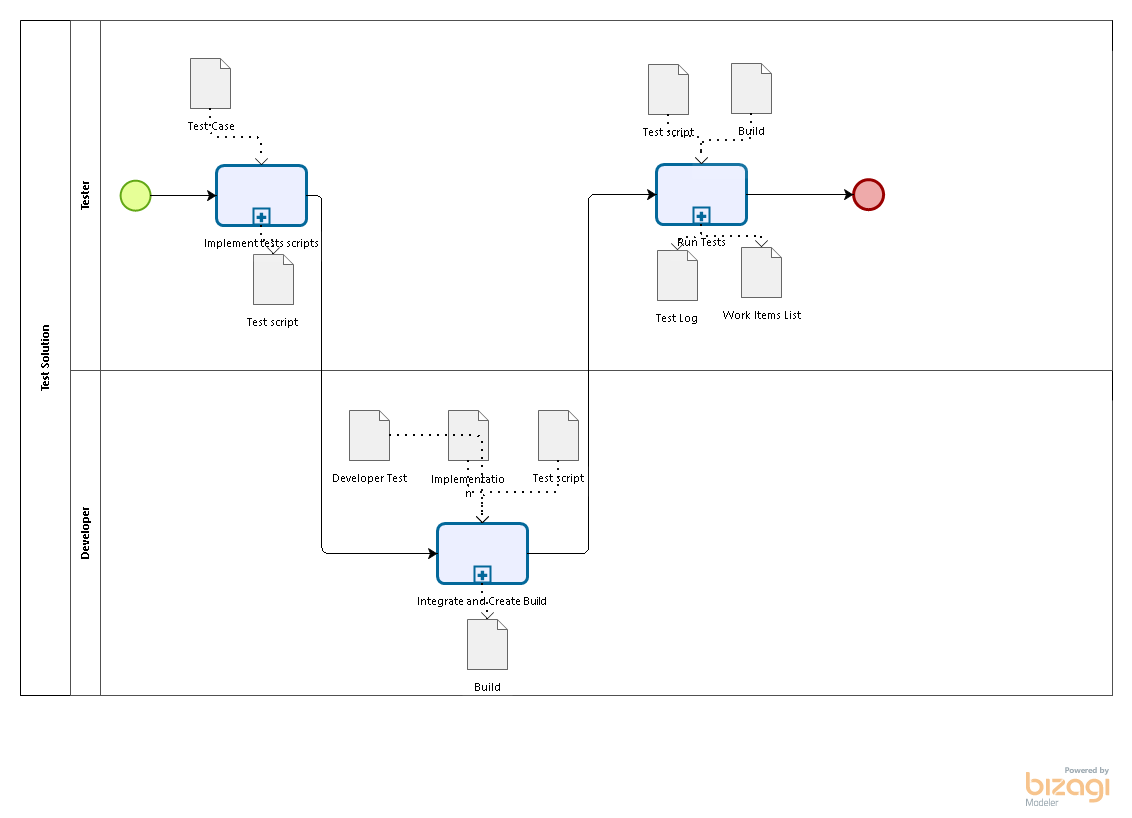 Test Solution
Tester
Test Case
Implement tests scripts
Test script
Test script
Build
Run Tests
Test Log
Work Items List
Developer
Developer Test
Implementatio
n
Test script
Integrate and Create Build
Build
Powered by
bizagi
Modeler